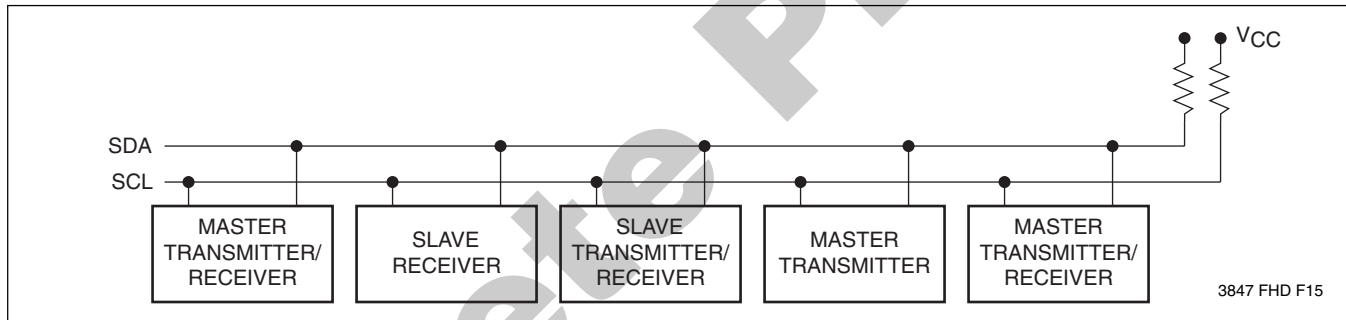 VCC
SDA
SCL
MASTER
TRANSMITTER/
RECEIVER
SLAVE
RECEIVER
SLAVE
TRANSMITTER/
RECEIVER
MASTER
TRANSMITTER
MASTER
TRANSMITTER/
RECEIVER
3847 FHD F15
ete P